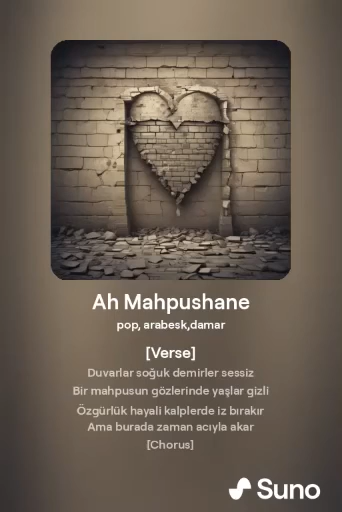 Ah Mahpushane
pop, arabesk,damar
[Verse]
Duvarlar soğuk demirler sessiz
Bir mahpusun gözlerinde yaşlar gizli
Özgürlük hayali kalplerde iz bırakır
Ama burada zaman acıyla akar
[Chorus]
Suno